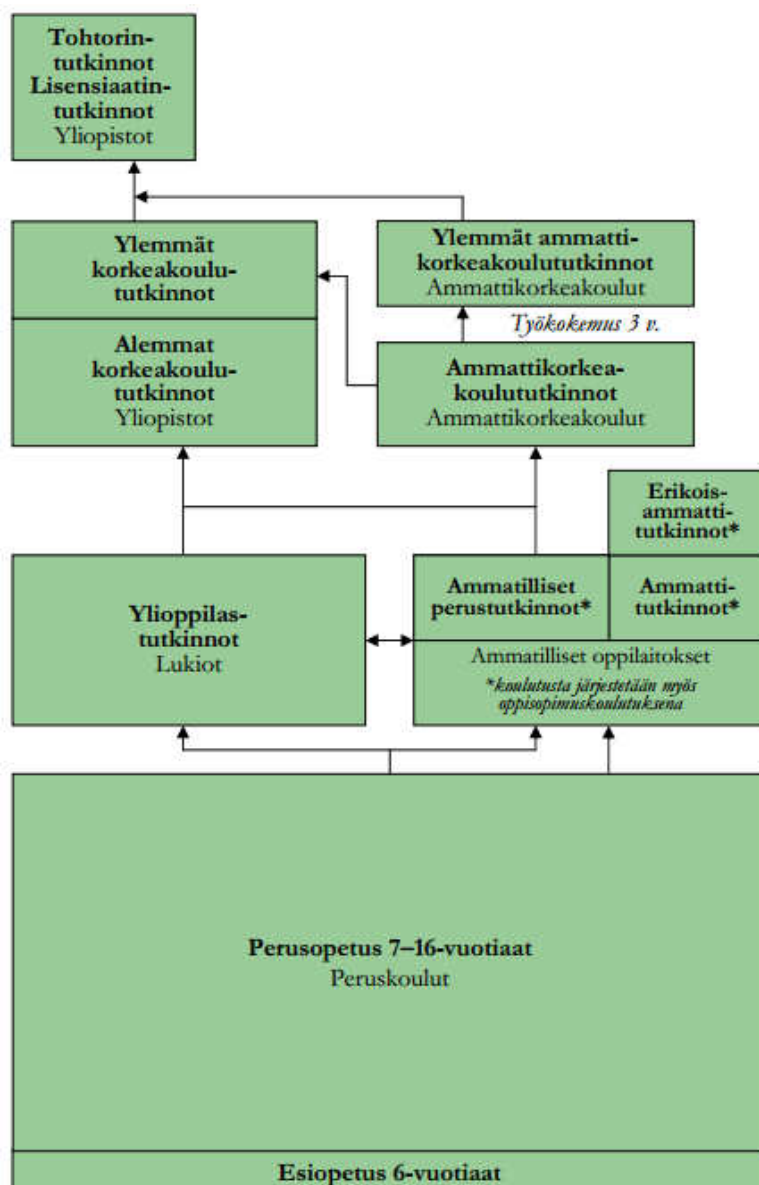 Tohtorin-
tutkinnot
Lisensiaatin-
tutkinnot
Yliopistot
Ylemmät
korkeakoulu-
tutkinnot
Ylemmät ammatti-
korkeakoulututkinnot
Ammattikorkeakoulut
Työkokemus 3 v.
Alemmat
korkeakoulu-
tutkinnot
Yliopistot
Ammattikorkea-
koulututkinnot
Ammattikorkeakoulut
Erikois-
ammatti-
tutkinnot*
Ylioppilas-
tutkinnot
Lukiot
Ammatilliset
perustutkinnot*
Ammatti-
tutkinnot*
Ammatilliset oppilaitokset
*koulutusta järjestetään myös
oppisopimuskoulutuksena
Perusopetus 7–16-vuotiaat
Peruskoulut
Esiopetus 6-vuotiaat